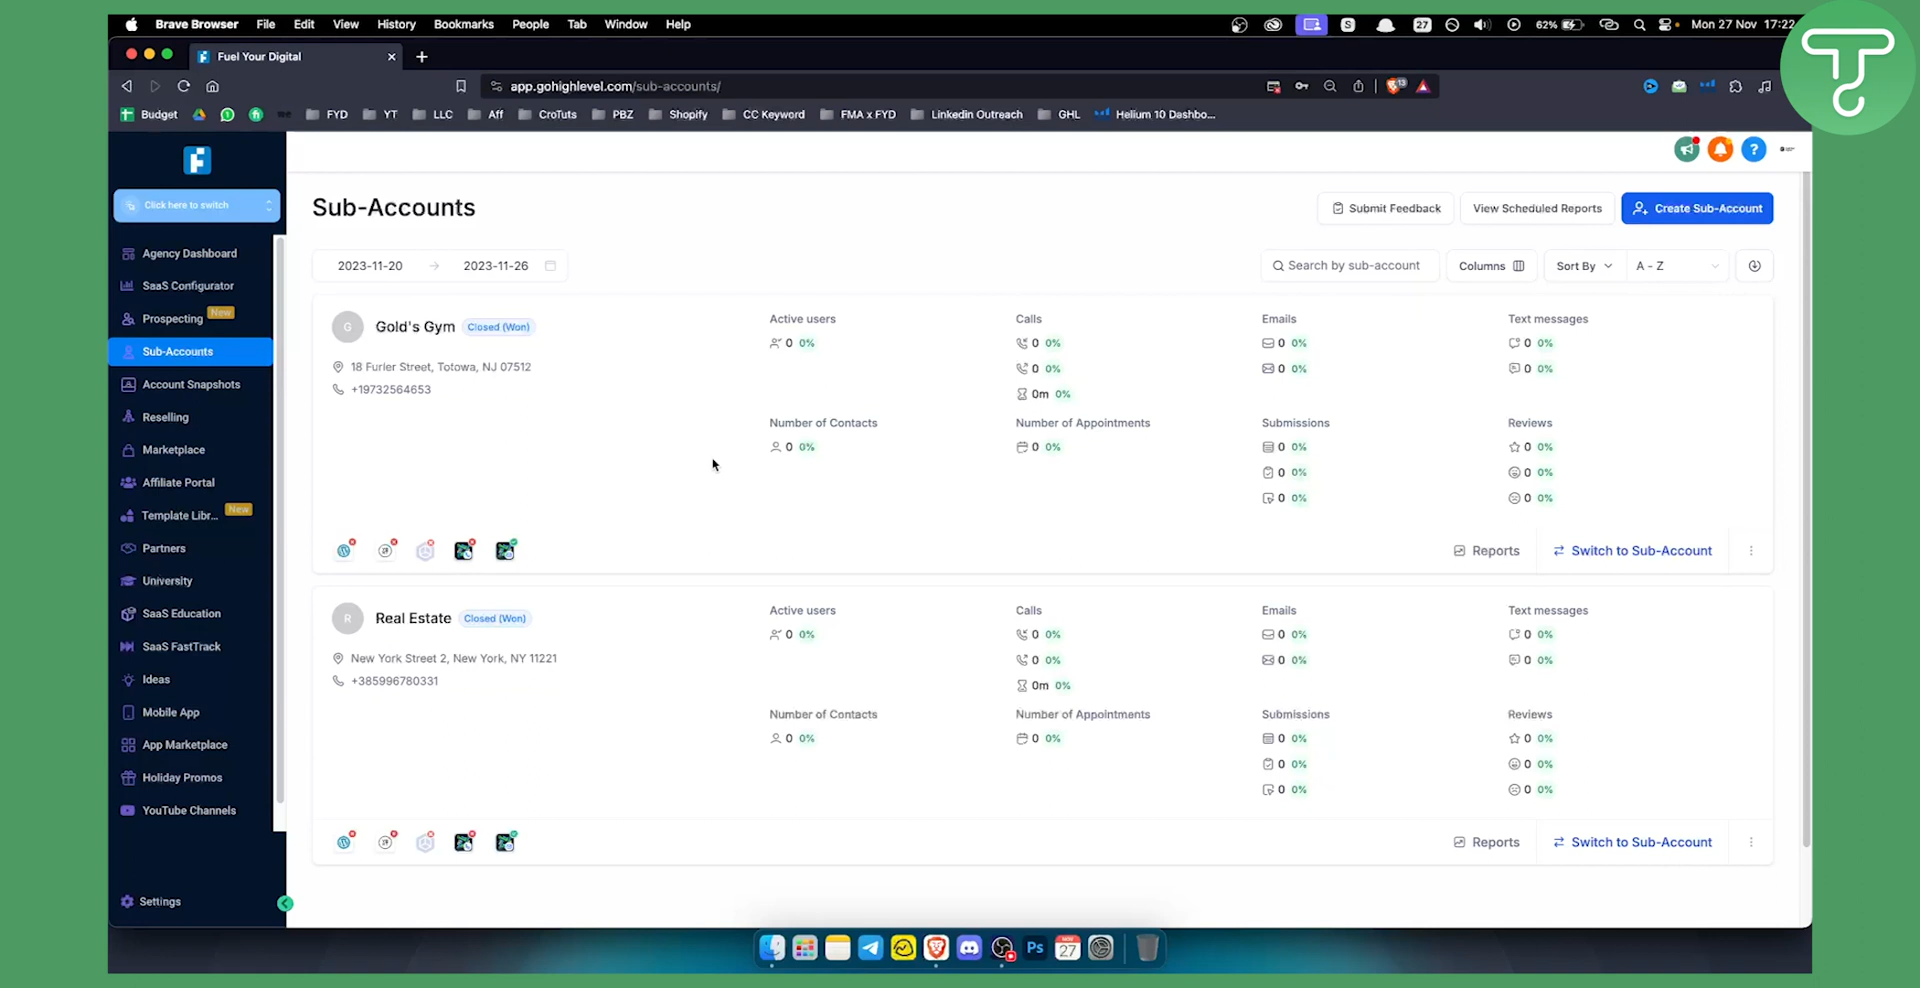 Brave Browser File Edit View History Bookmarks People Tab Window Help
27 62% Mon 27 Nov 17:22
Fuel Your Digital
app.gohighlevel.com/sub-accounts/
Budget FYD YT LLC Aff CroTuts PBZ Shopify CC Keyword FMA x FYD Linkedin Outreach GHL Helium 10 Dashbo...
Click here to switch
Agency Dashboard
SaaS Configurator
Prospecting New
Sub-Accounts
Account Snapshots
Reselling
Marketplace
Affiliate Portal
Template Libr... New
Partners
University
SaaS Education
SaaS FastTrack
Ideas
Mobile App
App Marketplace
Holiday Promos
YouTube Channels
Settings
Sub-Accounts
Submit Feedback View Scheduled Reports Create Sub-Account
2023-11-20 → 2023-11-26 Search by sub-account Columns Sort By A - Z
G Gold's Gym Closed (Won)
18 Furler Street, Totowa, NJ 07512
+19732564653
Active users Calls Emails Text messages
0 0% 0 0% 0 0% 0 0%
0 0% 0 0% 0 0%
0m 0%
Number of Contacts Number of Appointments Submissions Reviews
0 0% 0 0% 0 0% 0 0%
0 0% 0 0%
0 0% 0 0%
Reports Switch to Sub-Account
R Real Estate Closed (Won)
New York Street 2, New York, NY 11221
+385996780331
Active users Calls Emails Text messages
0 0% 0 0% 0 0% 0 0%
0 0% 0 0% 0 0%
0m 0%
Number of Contacts Number of Appointments Submissions Reviews
0 0% 0 0% 0 0% 0 0%
0 0% 0 0%
0 0% 0 0%
Reports Switch to Sub-Account
Ps
NOV
27